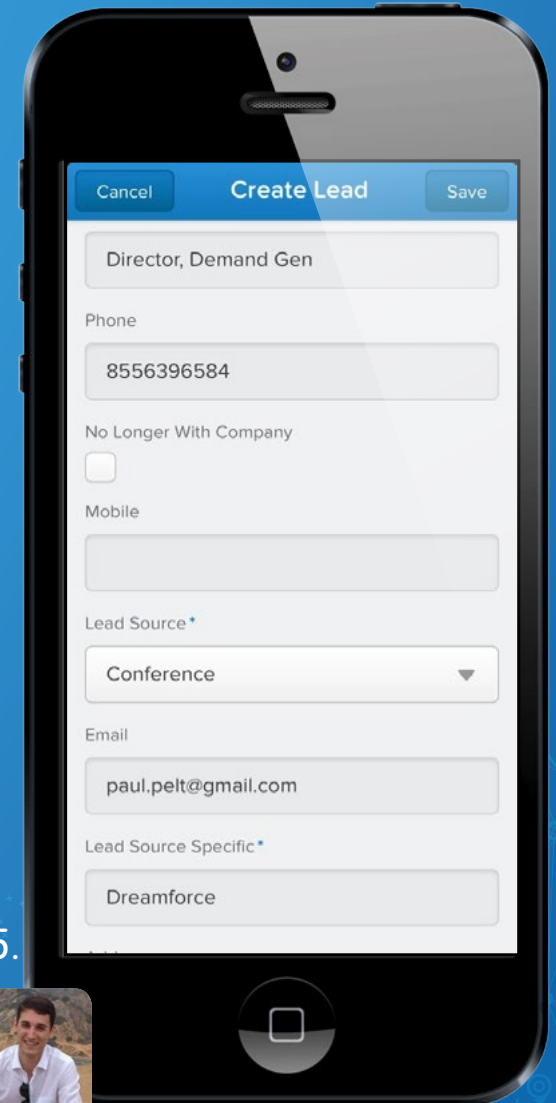 Cancel Create Lead Save
Director, Demand Gen
Phone
8556396584
No Longer With Company
Mobile
Lead Source*
Conference
Email
paul.pelt@gmail.com
Lead Source Specific*
Dreamforce
5.